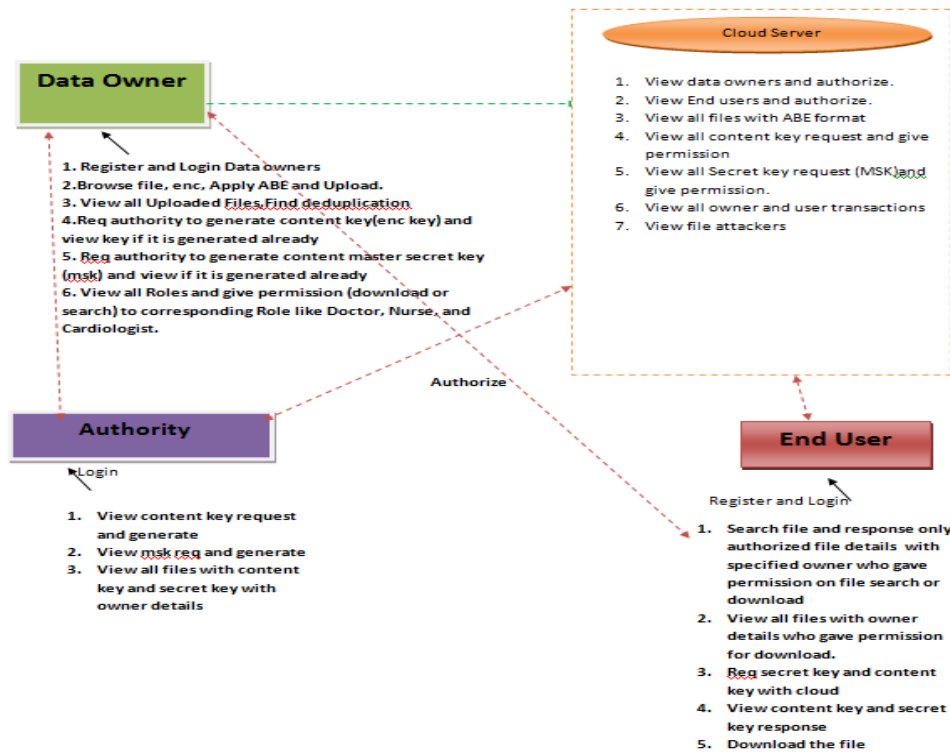 Cloud Server
1. View data owners and authorize.
2. View End users and authorize.
3. View all files with ABE format
4. View all content key request and give
permission
5. View all Secret key request (MSK)and
give permission.
6. View all owner and user transactions
7. View file attackers
Data Owner
1. Register and Login Data owners
2.Browse file, enc, Apply ABE and Upload.
3. View all Uploaded Files,Find deduplication
4.Req authority to generate content key(enc key) and
view key if it is generated already
5. Req authority to generate content master secret key
(msk) and view if it is generated already
6. View all Roles and give permission (download or
search) to corresponding Role like Doctor, Nurse, and
Cardiologist.
Authorize
Authority
Login
1. View content key request
and generate
2. View msk req and generate
3. View all files with content
key and secret key with
owner details
End User
Register and Login
1. Search file and response only
authorized file details with
specified owner who gave
permission on file search or
download
2. View all files with owner
details who gave permission
for download.
3. Req secret key and content
key with cloud
4. View content key and secret
key response
5. Download the file